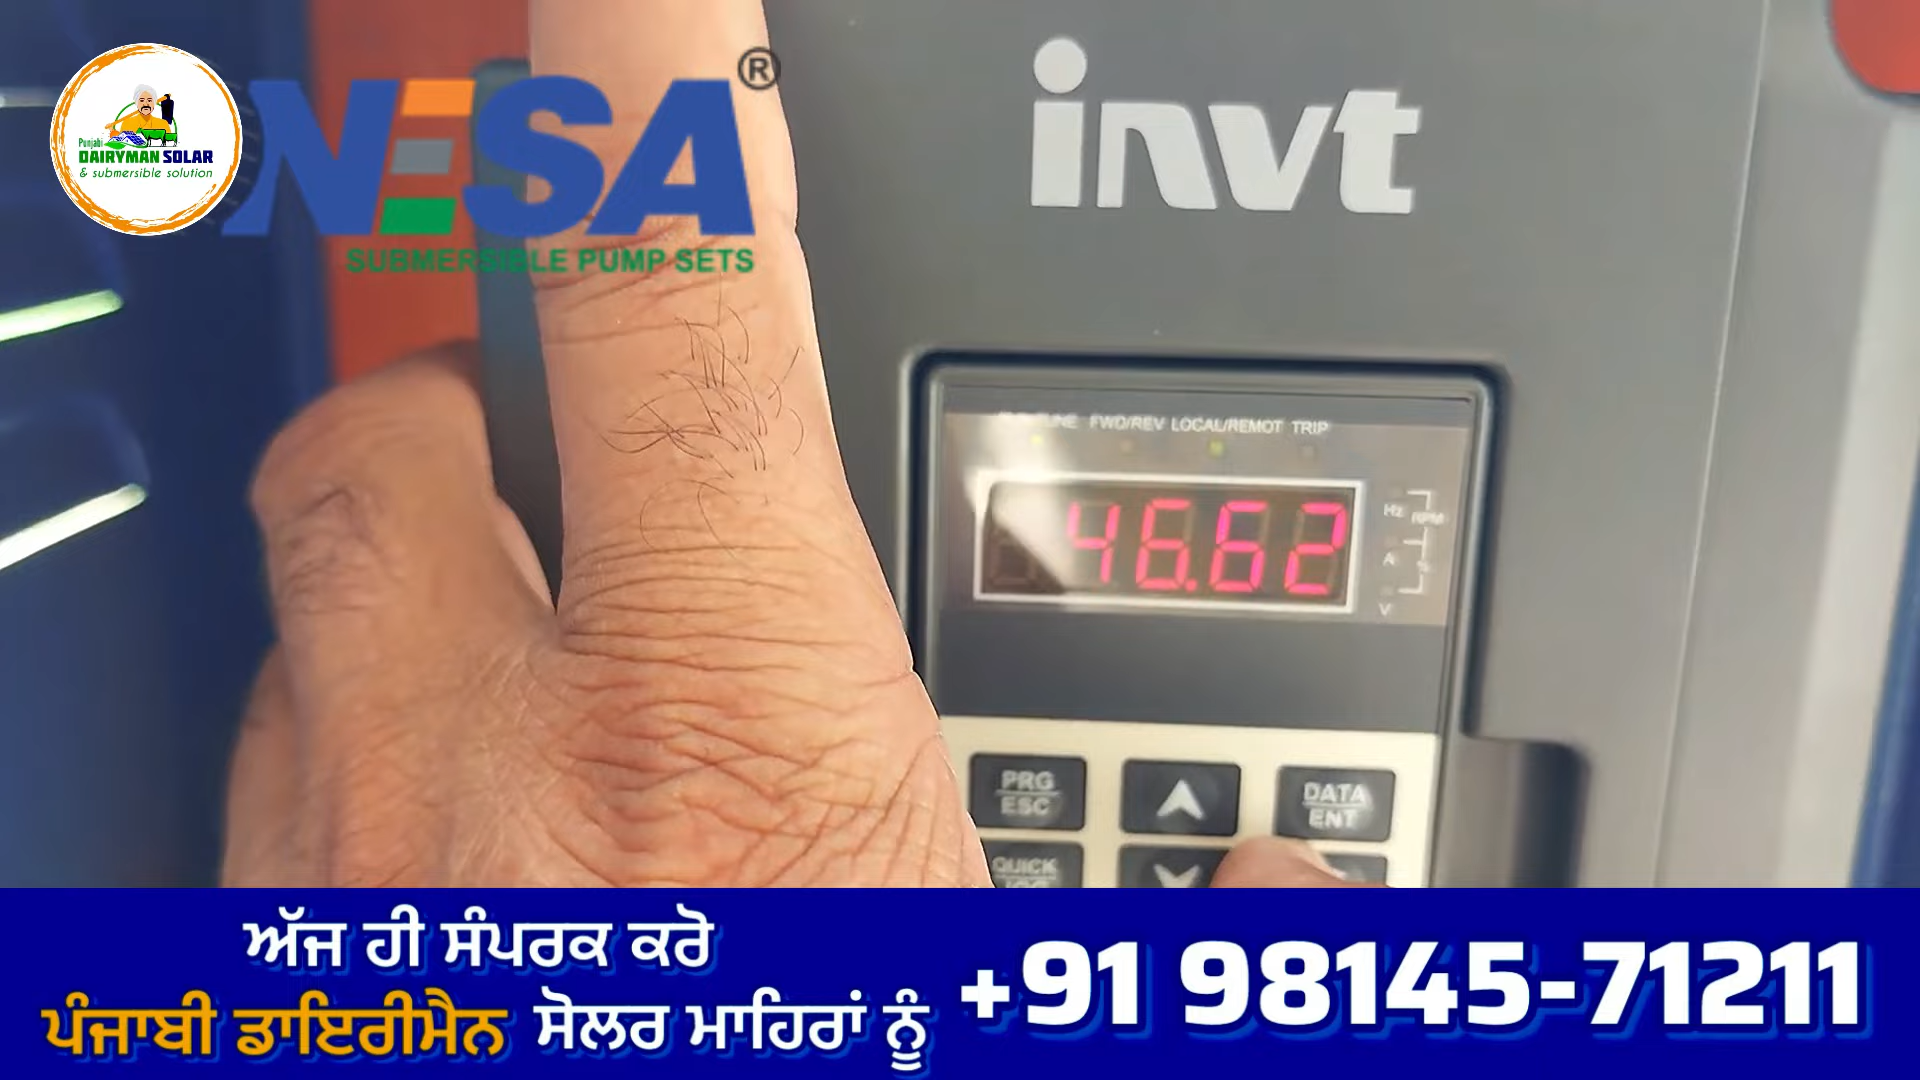 Punjabi
DAIRYMAN SOLAR
& submersible solution
NESA®
SUBMERSIBLE PUMP SETS
invt
FWD/REV LOCAL/REMOT TRIP
46.62
Hz
RPM
A
%
V
PRG
ESC
DATA
ENT
QUICK
ਅੱਜ ਹੀ ਸੰਪਰਕ ਕਰੋ
ਪੰਜਾਬੀ ਡਾਇਰੀਮੈਨ ਸੋਲਰ ਮਾਹਿਰਾਂ ਨੂੰ
+91 98145-71211